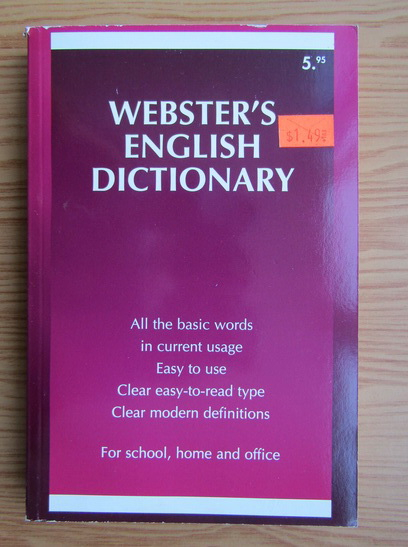 5.95
WEBSTER'S
ENGLISH
DICTIONARY
$1.49
All the basic words
in current usage
Easy to use
Clear easy-to-read type
Clear modern definitions
For school, home and office